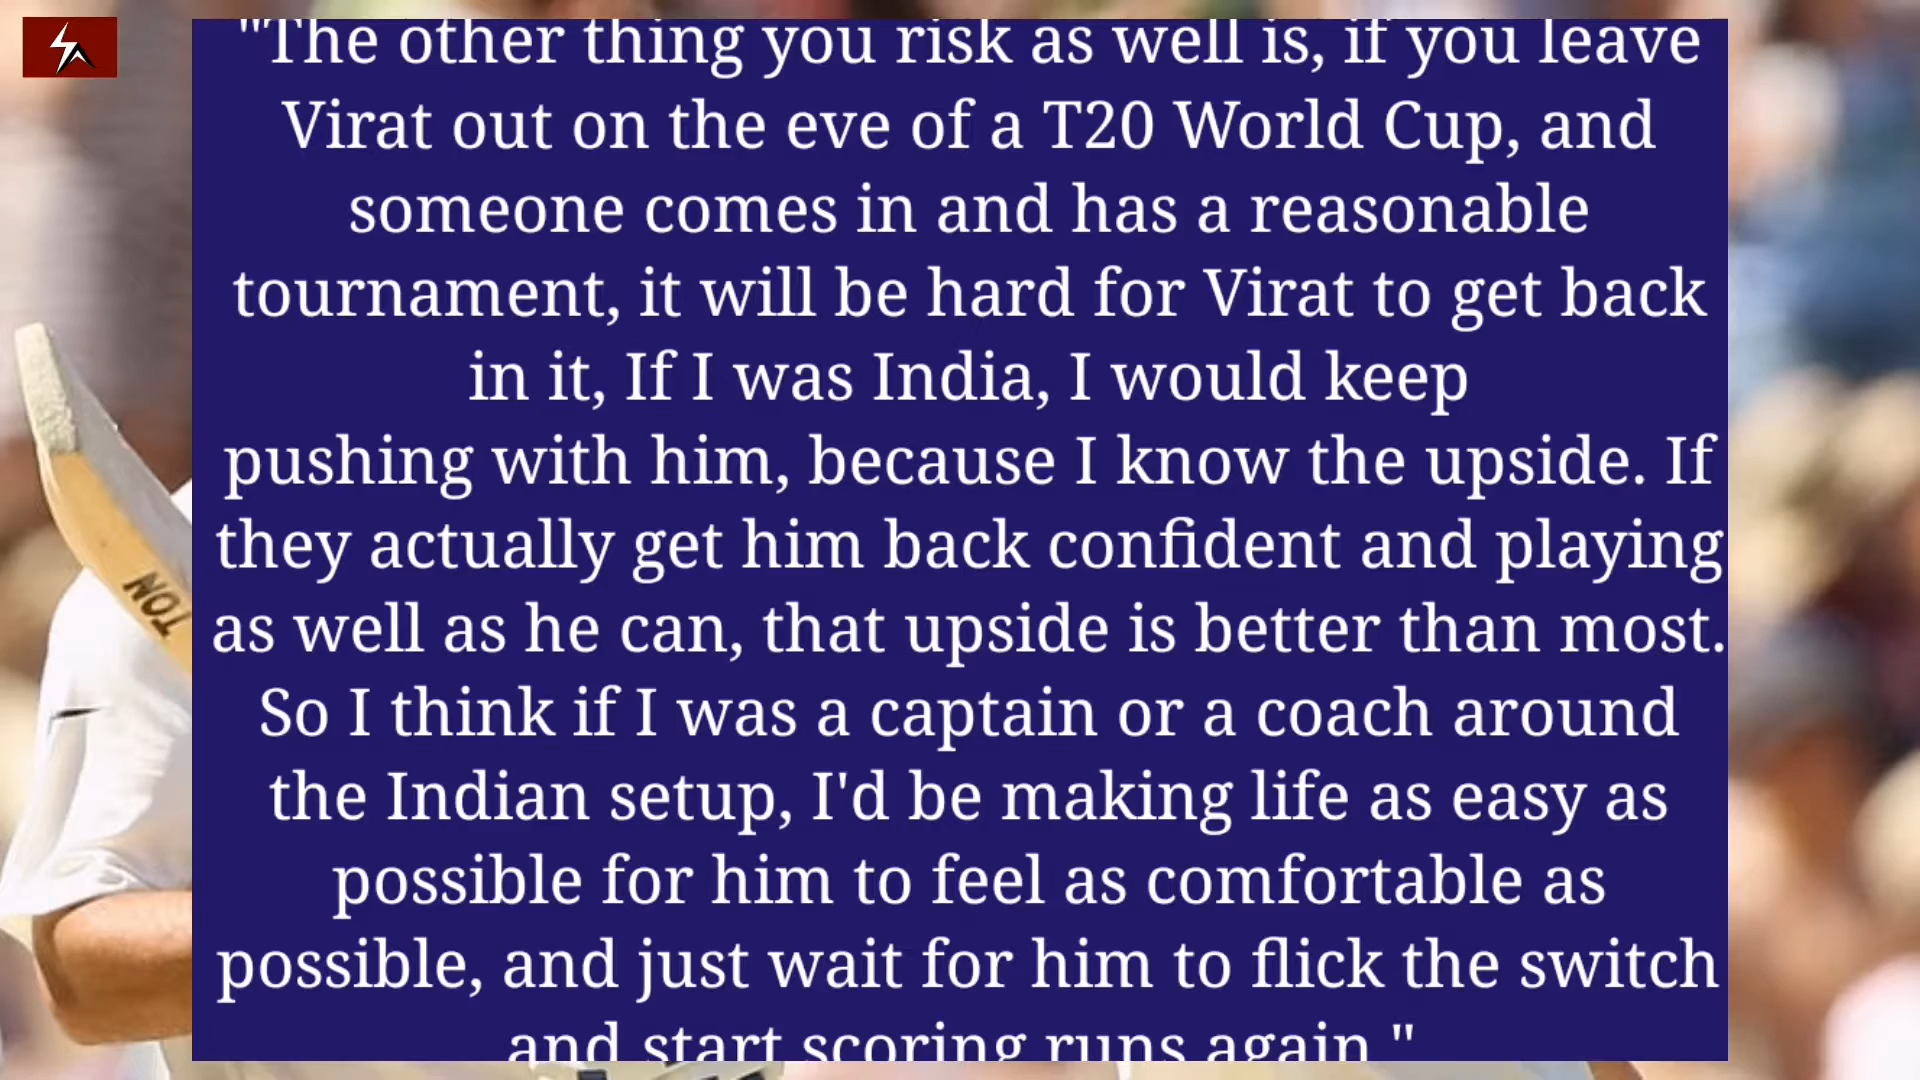 "The other thing you risk as well is, if you leave
Virat out on the eve of a T20 World Cup, and
someone comes in and has a reasonable
tournament, it will be hard for Virat to get back
in it, If I was India, I would keep
pushing with him, because I know the upside. If
they actually get him back confident and playing
as well as he can, that upside is better than most.
So I think if I was a captain or a coach around
the Indian setup, I'd be making life as easy as
possible for him to feel as comfortable as
possible, and just wait for him to flick the switch
and start scoring runs again."
TON